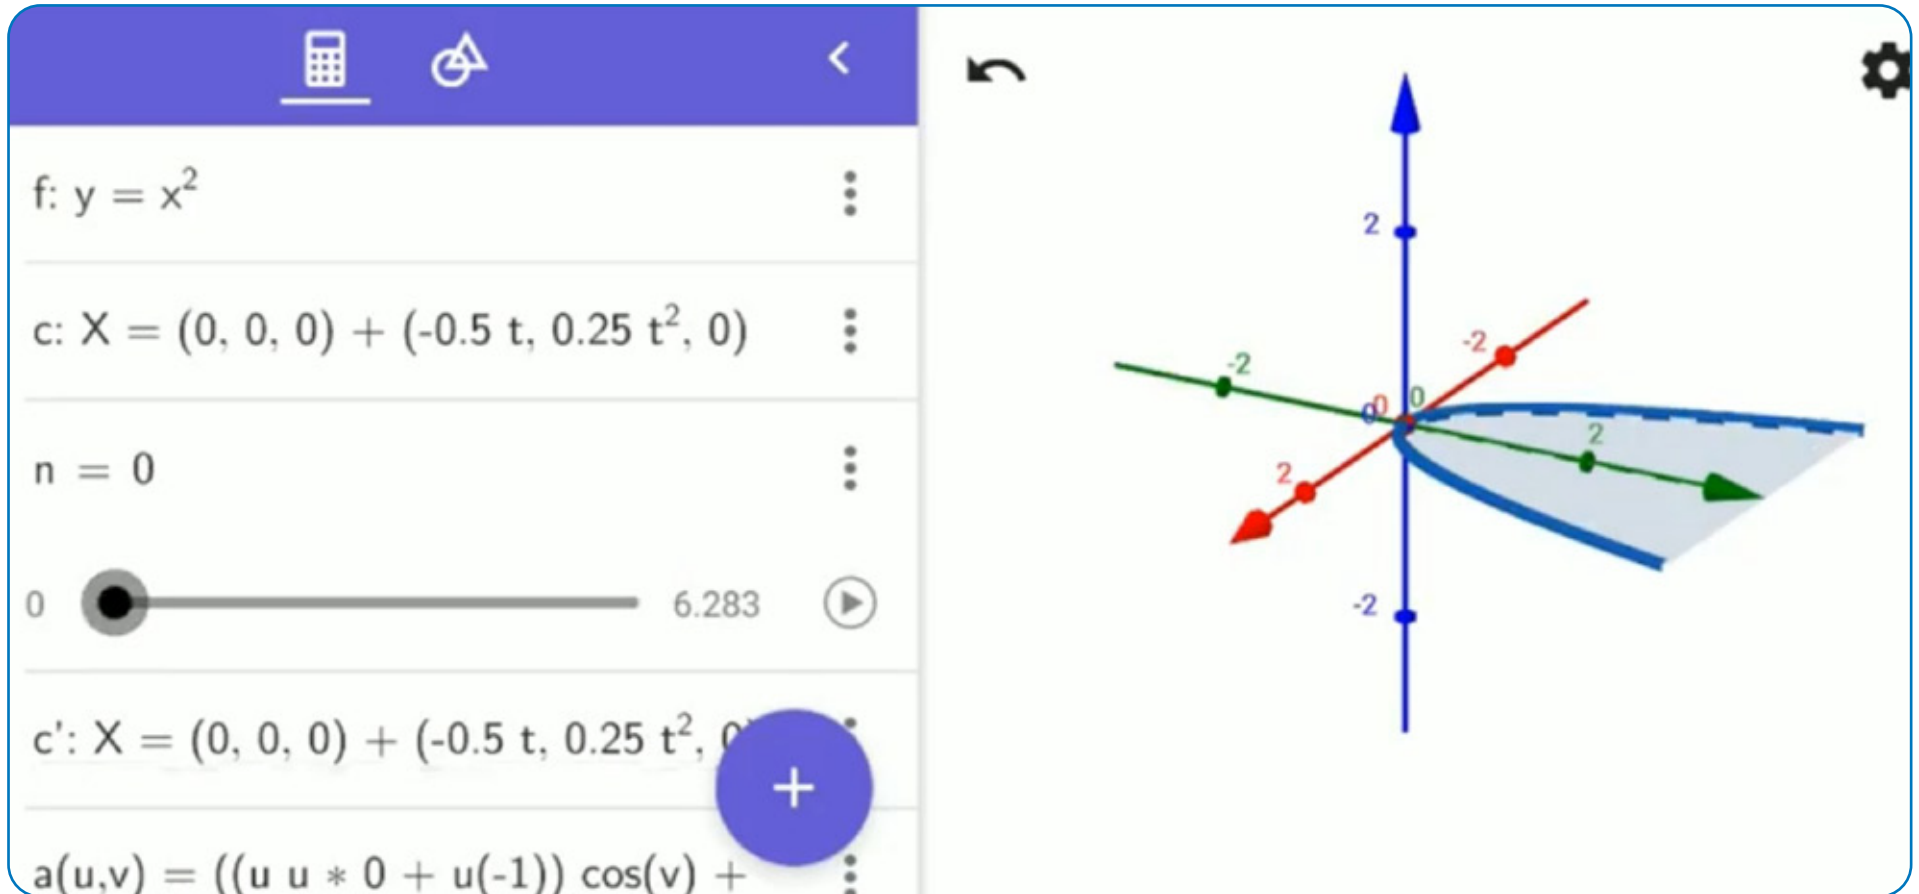 f: y = x²
c: X = (0, 0, 0) + (-0.5 t, 0.25 t², 0)
n = 0
0 6.283
c': X = (0, 0, 0) + (-0.5 t, 0.25 t², 0
+
a(u,v) = ((u u * 0 + u(-1)) cos(v) +
2
-2
-2
0 0 0
2
2
-2